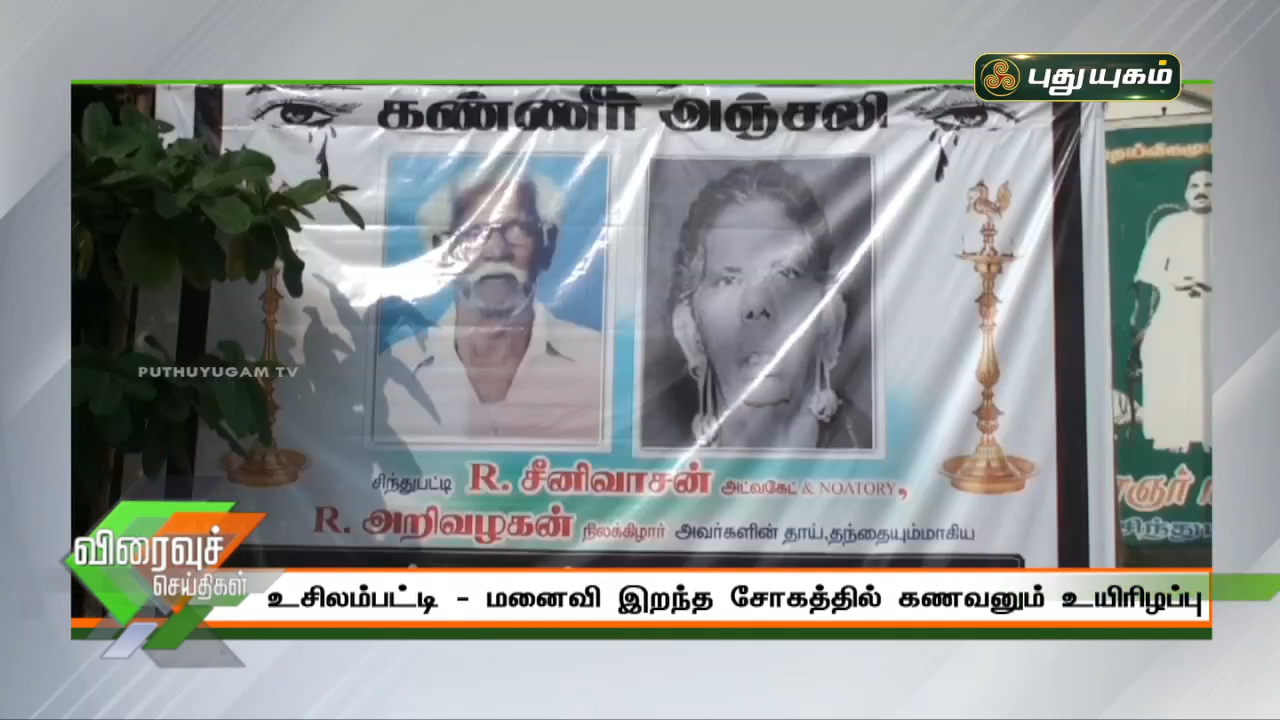 புதுயுகம்
கண்ணீர் அஞ்சலி
PUTHUYUGAM TV
சிந்துபட்டி R. சீனிவாசன் அட்வகேட் & NOATORY,
R. அறிவழகன் நிலக்கிழார் அவர்களின் தாய்,தந்தையுமாகிய
விரைவுச்
செய்திகள்
உசிலம்பட்டி - மனைவி இறந்த சோகத்தில் கணவனும் உயிரிழப்பு